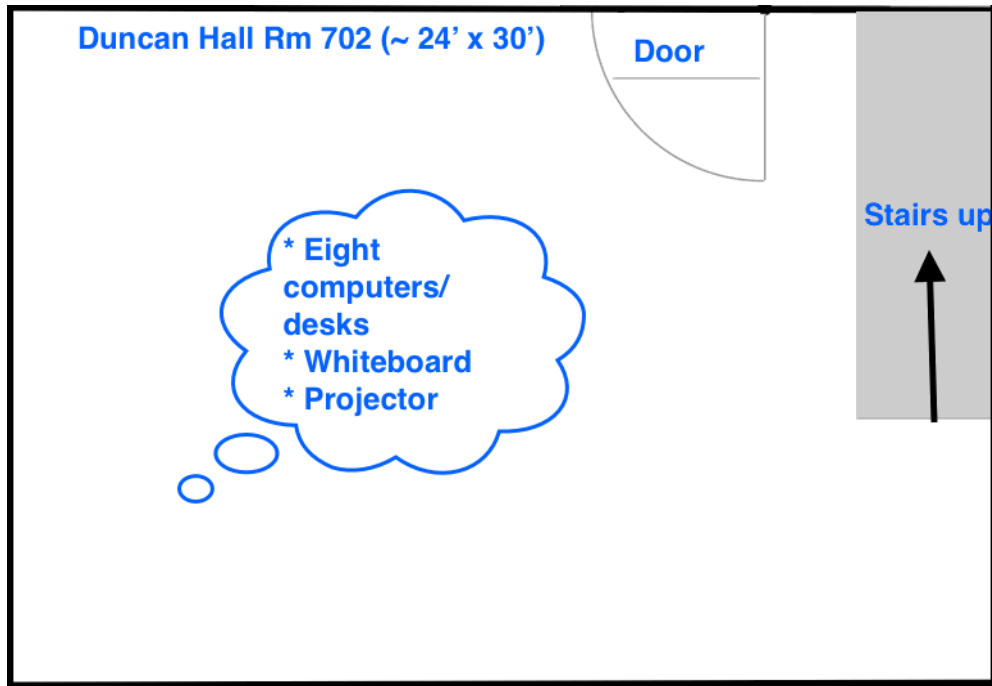 Duncan Hall Rm 702 (~ 24’ x 30’)
Door
Stairs up
* Eight
computers/
desks
* Whiteboard
* Projector